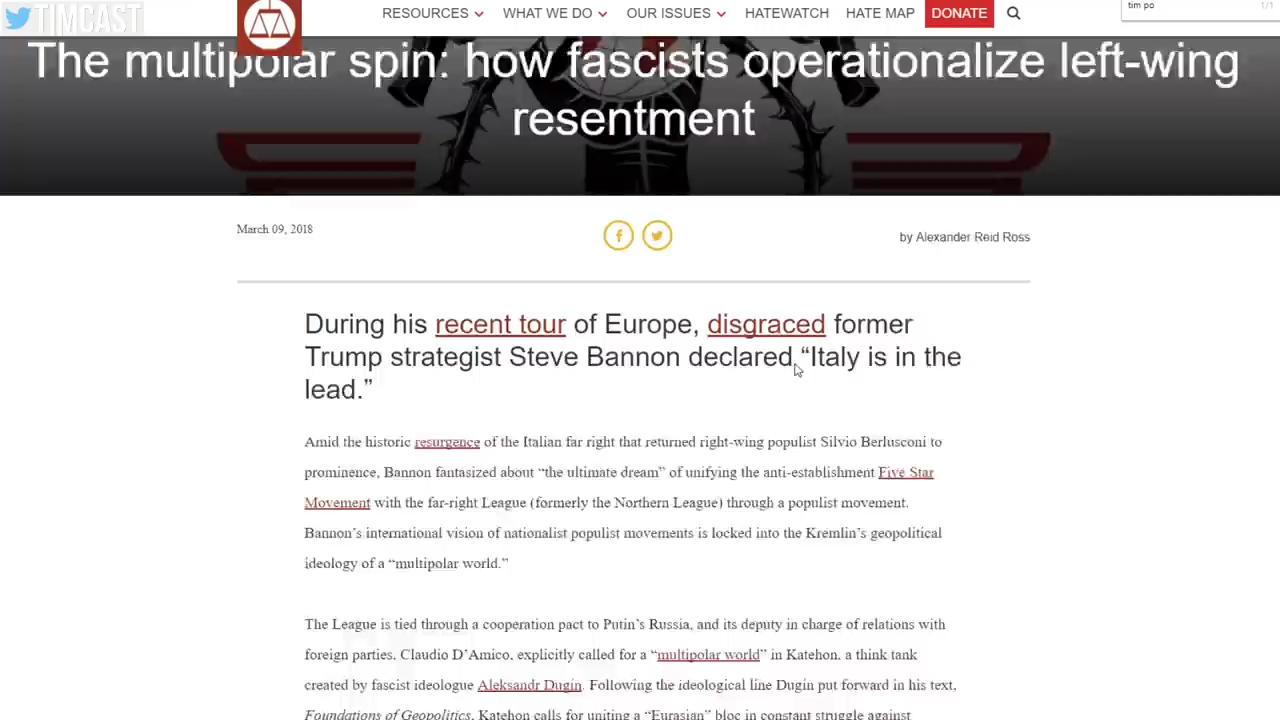 TIMCAST
RESOURCES WHAT WE DO OUR ISSUES HATEWATCH HATE MAP DONATE
tim po 1/1
The multipolar spin: how fascists operationalize left-wing
resentment
March 09, 2018
by Alexander Reid Ross
During his recent tour of Europe, disgraced former
Trump strategist Steve Bannon declared “Italy is in the
lead.”
Amid the historic resurgence of the Italian far right that returned right-wing populist Silvio Berlusconi to
prominence, Bannon fantasized about “the ultimate dream” of unifying the anti-establishment Five Star
Movement with the far-right League (formerly the Northern League) through a populist movement.
Bannon’s international vision of nationalist populist movements is locked into the Kremlin’s geopolitical
ideology of a “multipolar world.”
The League is tied through a cooperation pact to Putin’s Russia, and its deputy in charge of relations with
foreign parties, Claudio D’Amico, explicitly called for a “multipolar world” in Katehon, a think tank
created by fascist ideologue Aleksandr Dugin. Following the ideological line Dugin put forward in his text,
Foundations of Geopolitics, Katehon calls for uniting a “Eurasian” bloc in constant struggle against